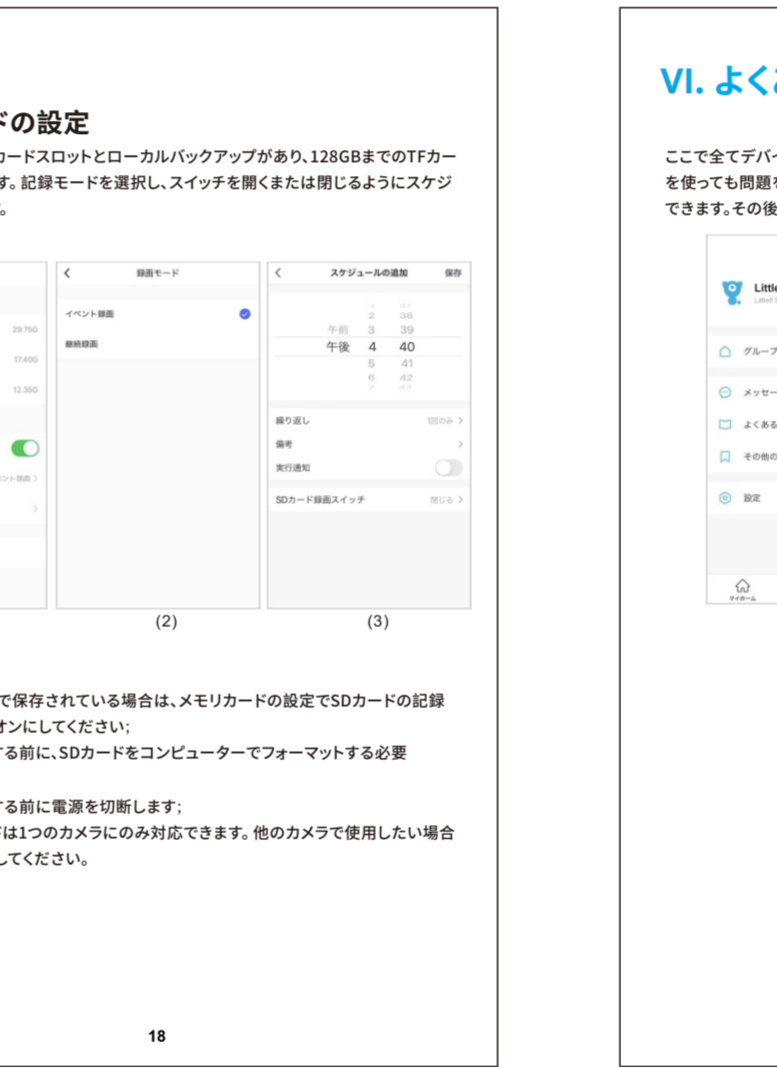 ドの設定
カードスロットとローカルバックアップがあり、128GBまでのTFカー
す。記録モードを選択し、スイッチを開くまたは閉じるようにスケジ
。
29.75G
17.40G
12.35G
ベント録画 >
録画モード
イベント録画
継続録画
スケジュールの追加 保存
2 38
午前 3 39
午後 4 40
5 41
6 42
繰り返し 1回のみ >
備考 >
実行通知
SDカード録画スイッチ 閉じる >
(2) (3)
で保存されている場合は、メモリカードの設定でSDカードの記録
オンにしてください;
する前に、SDカードをコンピューターでフォーマットする必要
する前に電源を切断します;
ドは1つのカメラにのみ対応できます。他のカメラで使用したい場合
してください。
18
VI. よく
ここで全てデバイ
を使っても問題を
できます。その後
Little
グループ
メッセー
よくある
その他の
設定
マイホーム